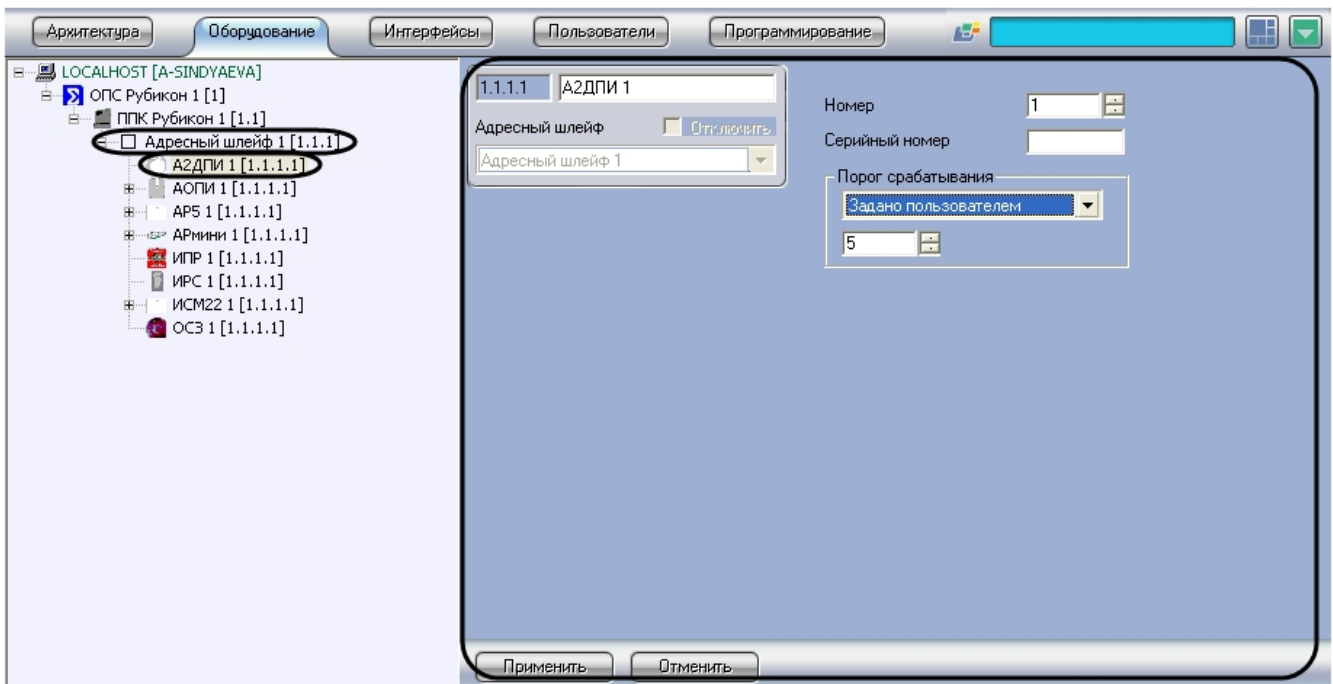 Архитектура
Оборудование
Интерфейсы
Пользователи
Программирование
LOCALHOST [A-SINDYAEVA]
ОПС Рубикон 1 [1]
ППК Рубикон 1 [1.1]
Адресный шлейф 1 [1.1.1]
А2ДПИ 1 [1.1.1.1]
АОПИ 1 [1.1.1.1]
АР5 1 [1.1.1.1]
АРмини 1 [1.1.1.1]
ИПР 1 [1.1.1.1]
ИРС 1 [1.1.1.1]
ИСМ22 1 [1.1.1.1]
ОСЗ 1 [1.1.1.1]
1.1.1.1 А2ДПИ 1
Адресный шлейф Отключить
Адресный шлейф 1
Номер 1
Серийный номер
Порог срабатывания
Задано пользователем
5
Применить Отменить